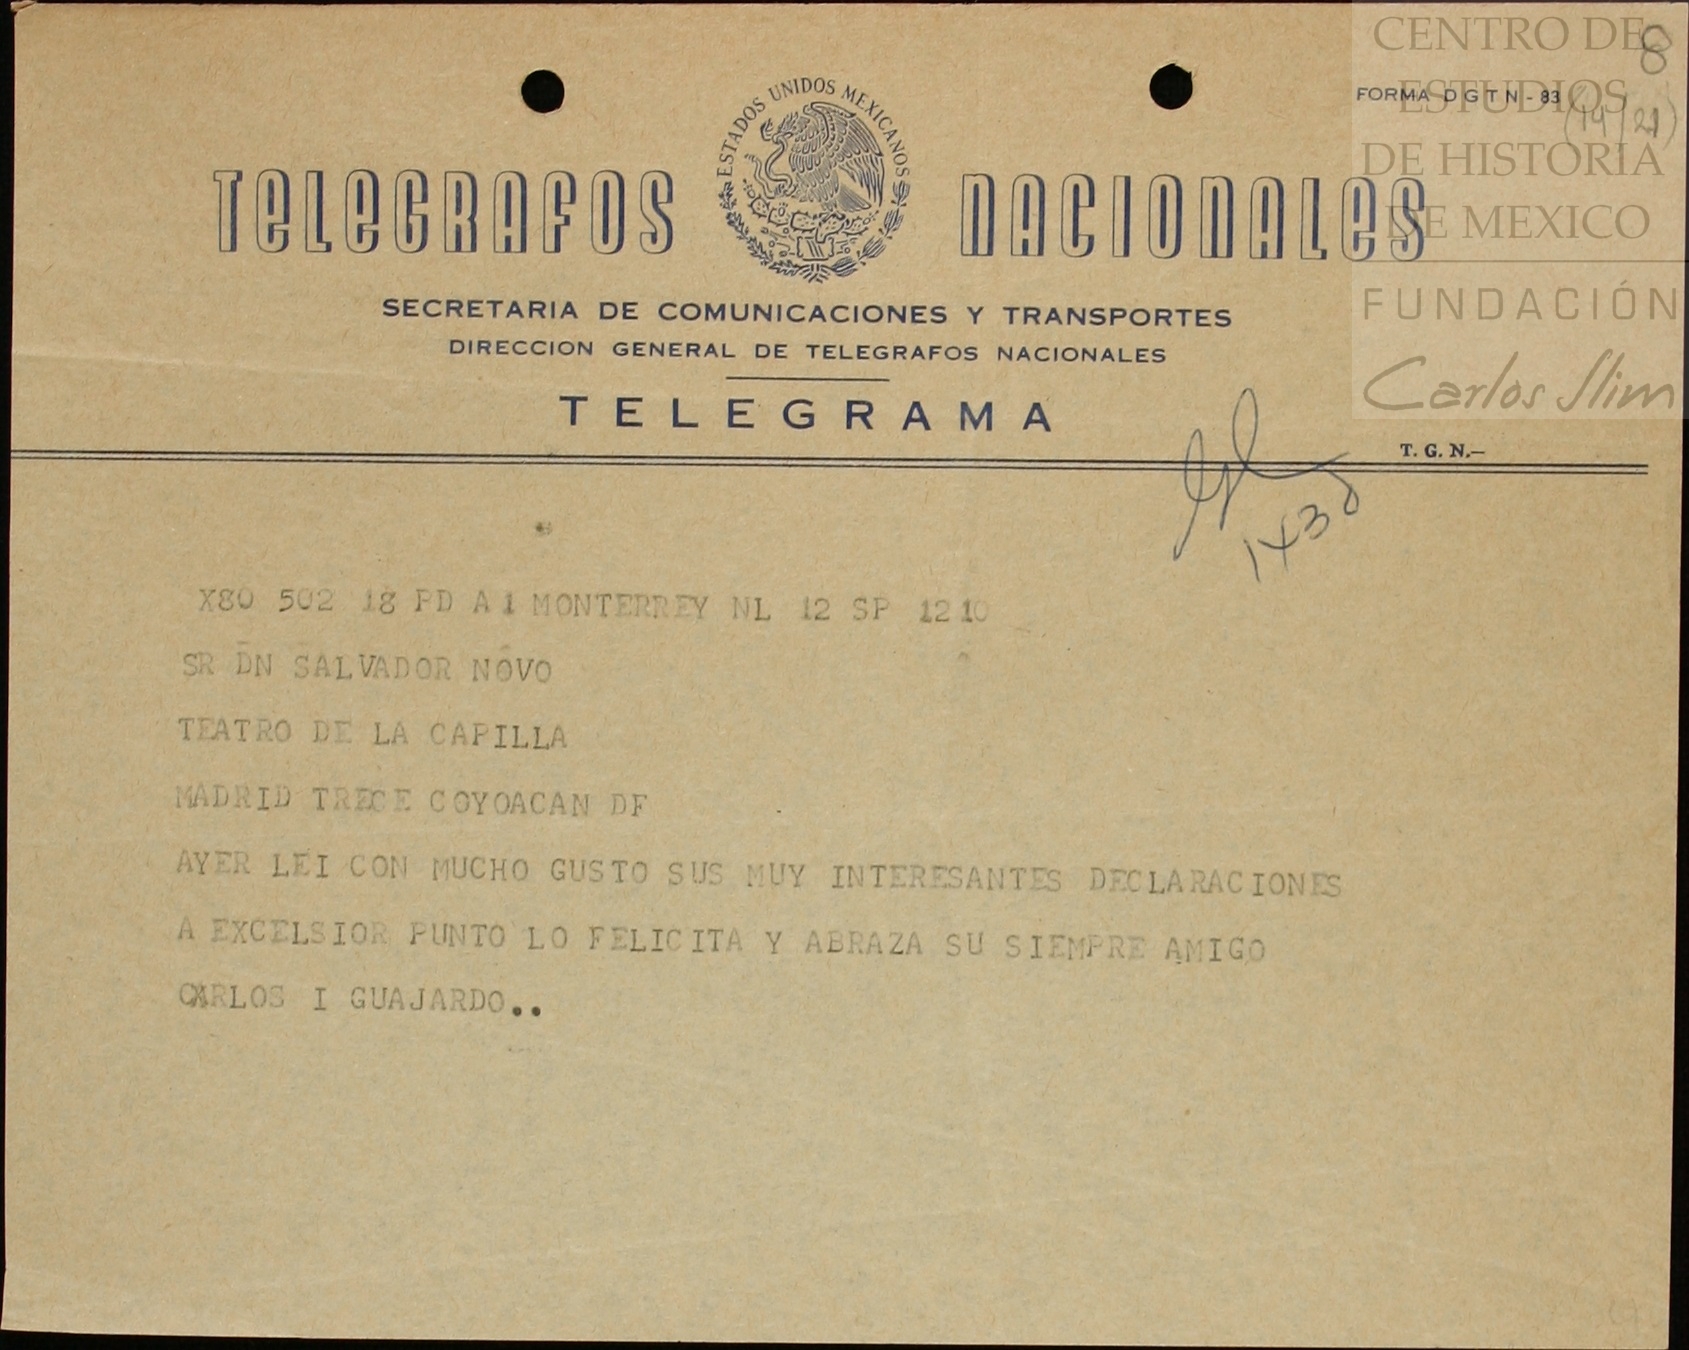 CENTRO DE
ESTUDIOS
DE HISTORIA
DE MEXICO
FUNDACIÓN
Carlos Slim
8
FORMA D G T N - 83
(14/21)
ESTADOS UNIDOS MEXICANOS
TELEGRAFOS NACIONALES
SECRETARIA DE COMUNICACIONES Y TRANSPORTES
DIRECCION GENERAL DE TELEGRAFOS NACIONALES
TELEGRAMA
T. G. N.—
1430
X80 502 18 PD A1 MONTERREY NL 12 SP 1210
SR DN SALVADOR NOVO
TEATRO DE LA CAPILLA
MADRID TRECE COYOACAN DF
AYER LEI CON MUCHO GUSTO SUS MUY INTERESANTES DECLARACIONES
A EXCELSIOR PUNTO LO FELICITA Y ABRAZA SU SIEMPRE AMIGO
CARLOS I GUAJARDO..